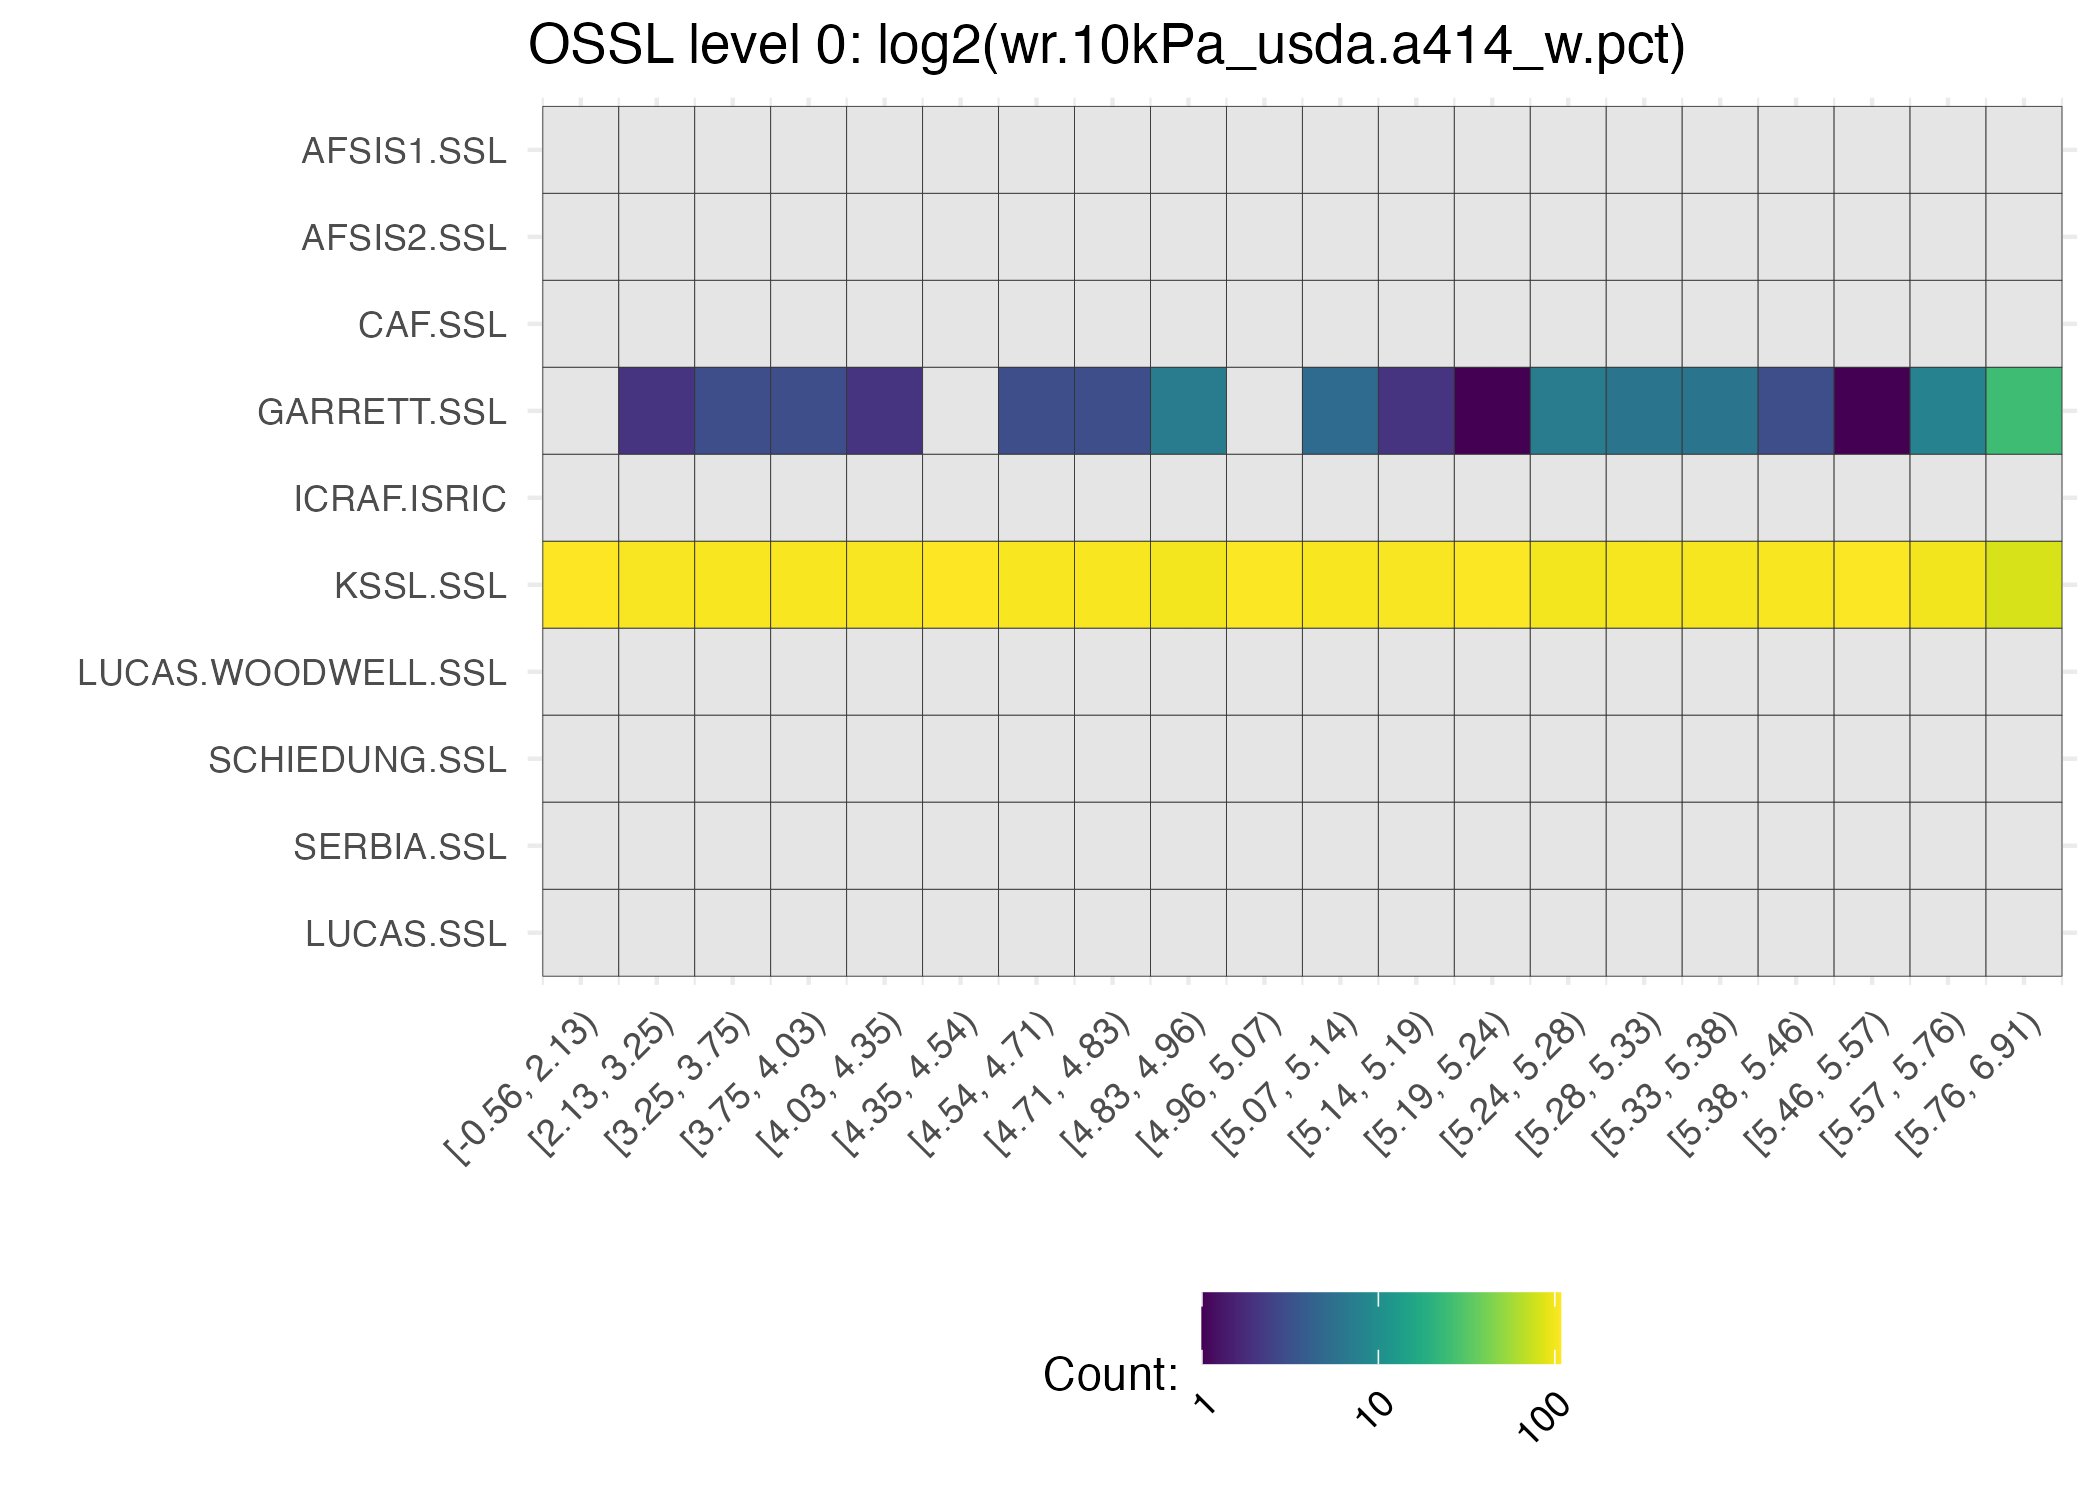 OSSL level 0: log2(wr.10kPa_usda.a414_w.pct)
AFSIS1.SSL
AFSIS2.SSL
CAF.SSL
GARRETT.SSL
ICRAF.ISRIC
KSSL.SSL
LUCAS.WOODWELL.SSL
SCHIEDUNG.SSL
SERBIA.SSL
LUCAS.SSL
[-0.56, 2.13)
[2.13, 3.25)
[3.25, 3.75)
[3.75, 4.03)
[4.03, 4.35)
[4.35, 4.54)
[4.54, 4.71)
[4.71, 4.83)
[4.83, 4.96)
[4.96, 5.07)
[5.07, 5.14)
[5.14, 5.19)
[5.19, 5.24)
[5.24, 5.28)
[5.28, 5.33)
[5.33, 5.38)
[5.38, 5.46)
[5.46, 5.57)
[5.57, 5.76)
[5.76, 6.91)
Count:
1
10
100